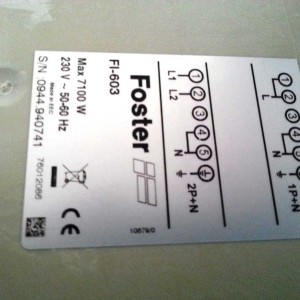 Foster
FI-603
Max 7100 W
230 V ~ 50-60 Hz
Made in EEC
S/N 0944.940741
76012086
10679/0
1 2 3 4 5
L1 L2 N
2P+N
1 2 3 4 5
L N
1P+N
CE